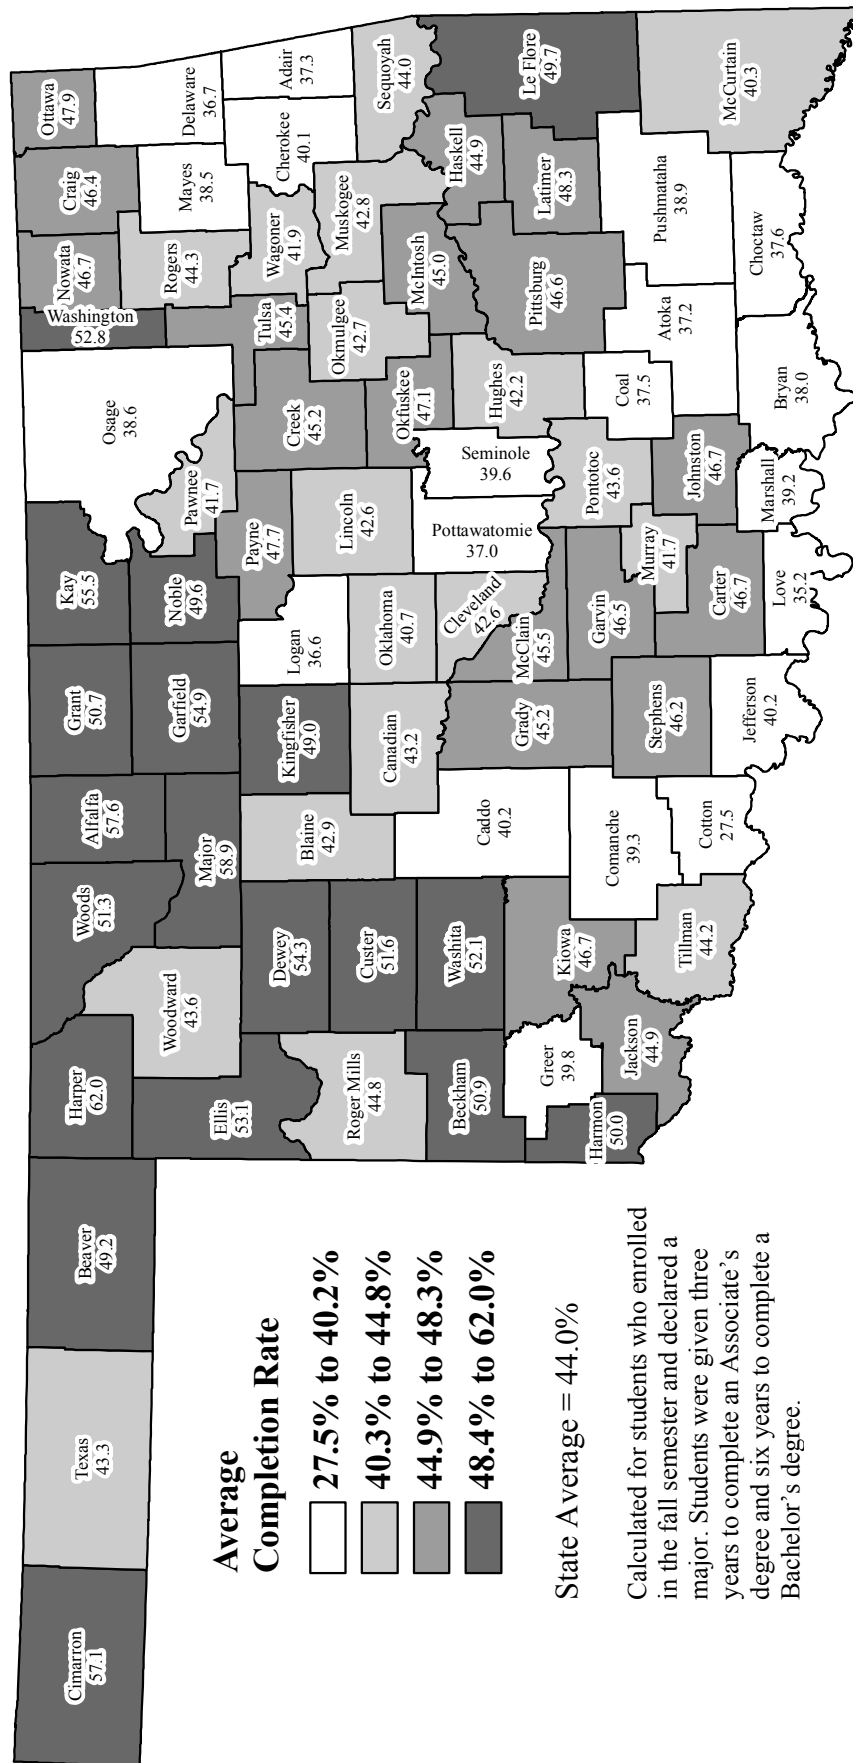 Cimarron
57.1
Texas
43.3
Beaver
49.2
Harper
62.0
Woods
51.3
Alfalfa
57.6
Grant
50.7
Kay
55.5
Osage
38.6
Washington
52.8
Nowata
46.7
Craig
46.4
Ottawa
47.9
Ellis
53.1
Woodward
43.6
Major
58.9
Garfield
54.9
Noble
49.6
Pawnee
41.7
Rogers
44.3
Mayes
38.5
Delaware
36.7
Roger Mills
44.8
Dewey
54.3
Blaine
42.9
Kingfisher
49.0
Logan
36.6
Payne
47.7
Creek
45.2
Tulsa
45.4
Wagoner
41.9
Cherokee
40.1
Adair
37.3
Custer
51.6
Canadian
43.2
Oklahoma
40.7
Lincoln
42.6
Okmulgee
42.7
Muskogee
42.8
Sequoyah
44.0
Beckham
50.9
Washita
52.1
Caddo
40.2
Grady
45.2
Cleveland
42.6
McClain
45.5
Pottawatomie
37.0
Seminole
39.6
Okfuskee
47.1
McIntosh
45.0
Haskell
44.9
Hughes
42.2
Pittsburg
46.6
Latimer
48.3
Le Flore
49.7
Greer
39.8
Kiowa
46.7
Harmon
50.0
Jackson
44.9
Comanche
39.3
Tillman
44.2
Cotton
27.5
Stephens
46.2
Jefferson
40.2
Garvin
46.5
Murray
41.7
Pontotoc
43.6
Coal
37.5
Carter
46.7
Johnston
46.7
Atoka
37.2
Pushmataha
38.9
McCurtain
40.3
Love
35.2
Marshall
39.2
Bryan
38.0
Choctaw
37.6
Average
Completion Rate
27.5% to 40.2%
40.3% to 44.8%
44.9% to 48.3%
48.4% to 62.0%
State Average = 44.0%
Calculated for students who enrolled
in the fall semester and declared a
major. Students were given three
years to complete an Associate’s
degree and six years to complete a
Bachelor’s degree.